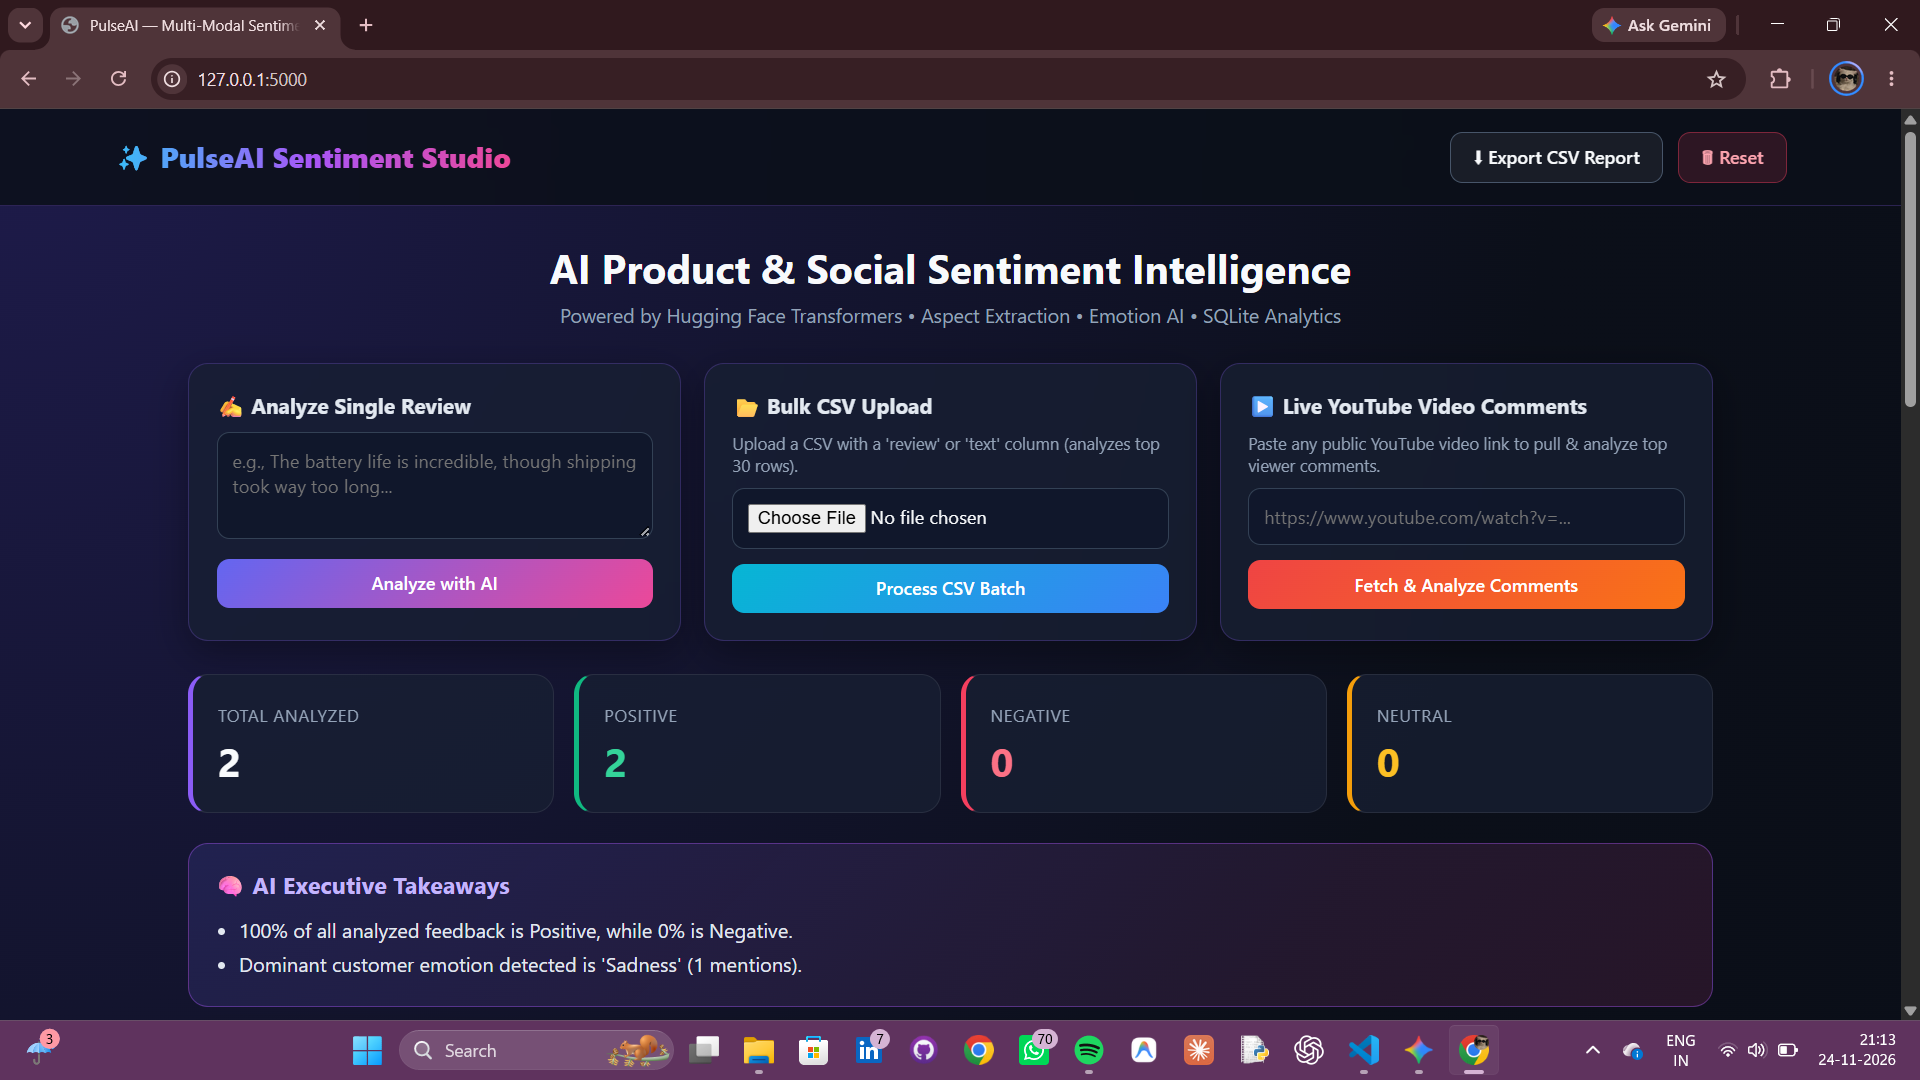 PulseAI — Multi-Modal Sentime
Ask Gemini
127.0.0.1:5000
PulseAI Sentiment Studio
Export CSV Report
Reset
AI Product & Social Sentiment Intelligence
Powered by Hugging Face Transformers • Aspect Extraction • Emotion AI • SQLite Analytics
Analyze Single Review
e.g., The battery life is incredible, though shipping
took way too long...
Analyze with AI
Bulk CSV Upload
Upload a CSV with a 'review' or 'text' column (analyzes top
30 rows).
Choose File No file chosen
Process CSV Batch
Live YouTube Video Comments
Paste any public YouTube video link to pull & analyze top
viewer comments.
https://www.youtube.com/watch?v=...
Fetch & Analyze Comments
TOTAL ANALYZED
2
POSITIVE
2
NEGATIVE
0
NEUTRAL
0
AI Executive Takeaways
• 100% of all analyzed feedback is Positive, while 0% is Negative.
• Dominant customer emotion detected is 'Sadness' (1 mentions).
3
Search
7
70
ENG
IN
21:13
24-11-2026